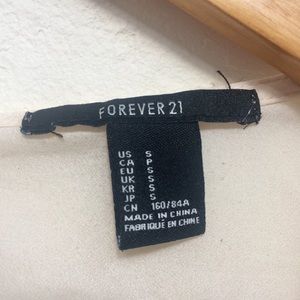 FOREVER 21
US S
CA P
EU S
UK S
KR S
JP S
CN 160/84A
MADE IN CHINA
FABRIQUÉ EN CHINE